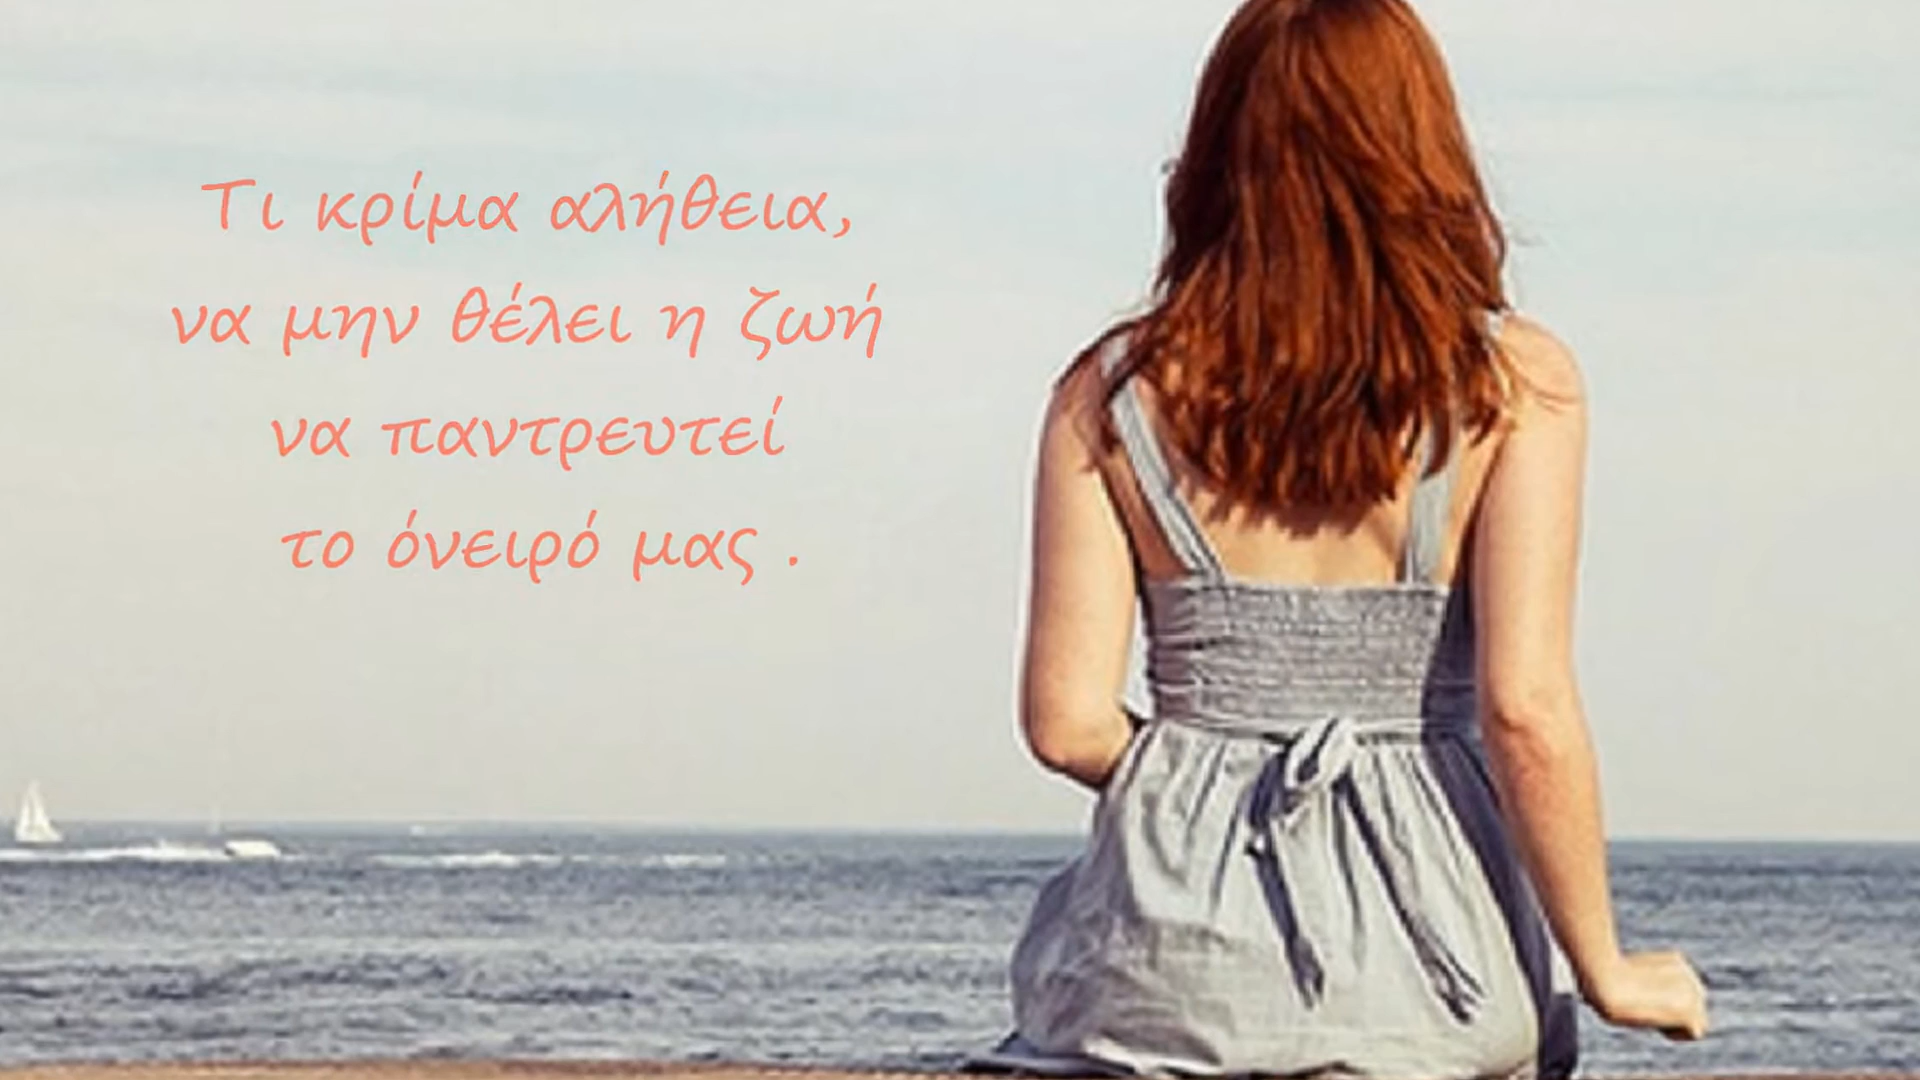 Τι κρίμα αλήθεια,
να μην θέλει η ζωή
να παντρευτεί
το όνειρό μας .